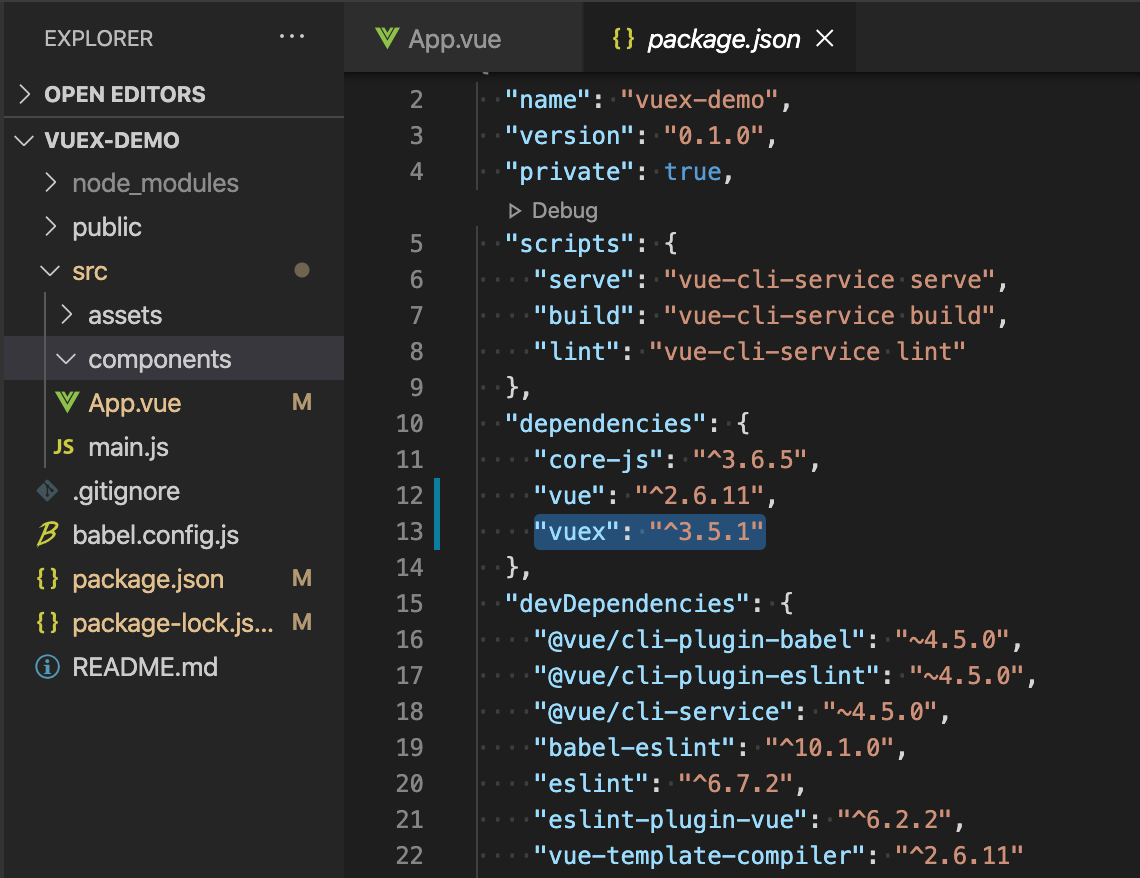 EXPLORER ···
OPEN EDITORS
VUEX-DEMO
node_modules
public
src
assets
components
App.vue M
JS main.js
.gitignore
babel.config.js
{} package.json M
{} package-lock.js... M
README.md
App.vue
{} package.json
2 "name": "vuex-demo",
3 "version": "0.1.0",
4 "private": true,
Debug
5 "scripts": {
6 "serve": "vue-cli-service serve",
7 "build": "vue-cli-service build",
8 "lint": "vue-cli-service lint"
9 },
10 "dependencies": {
11 "core-js": "^3.6.5",
12 "vue": "^2.6.11",
13 "vuex": "^3.5.1"
14 },
15 "devDependencies": {
16 "@vue/cli-plugin-babel": "~4.5.0",
17 "@vue/cli-plugin-eslint": "~4.5.0",
18 "@vue/cli-service": "~4.5.0",
19 "babel-eslint": "^10.1.0",
20 "eslint": "^6.7.2",
21 "eslint-plugin-vue": "^6.2.2",
22 "vue-template-compiler": "^2.6.11"